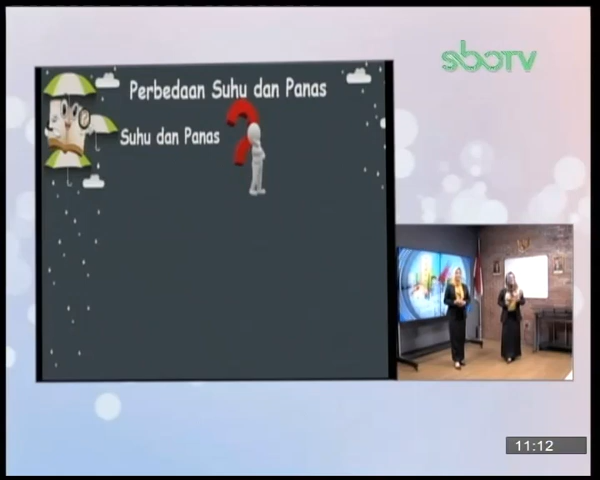 sboTV
Perbedaan Suhu dan Panas
Suhu dan Panas
?
11:12